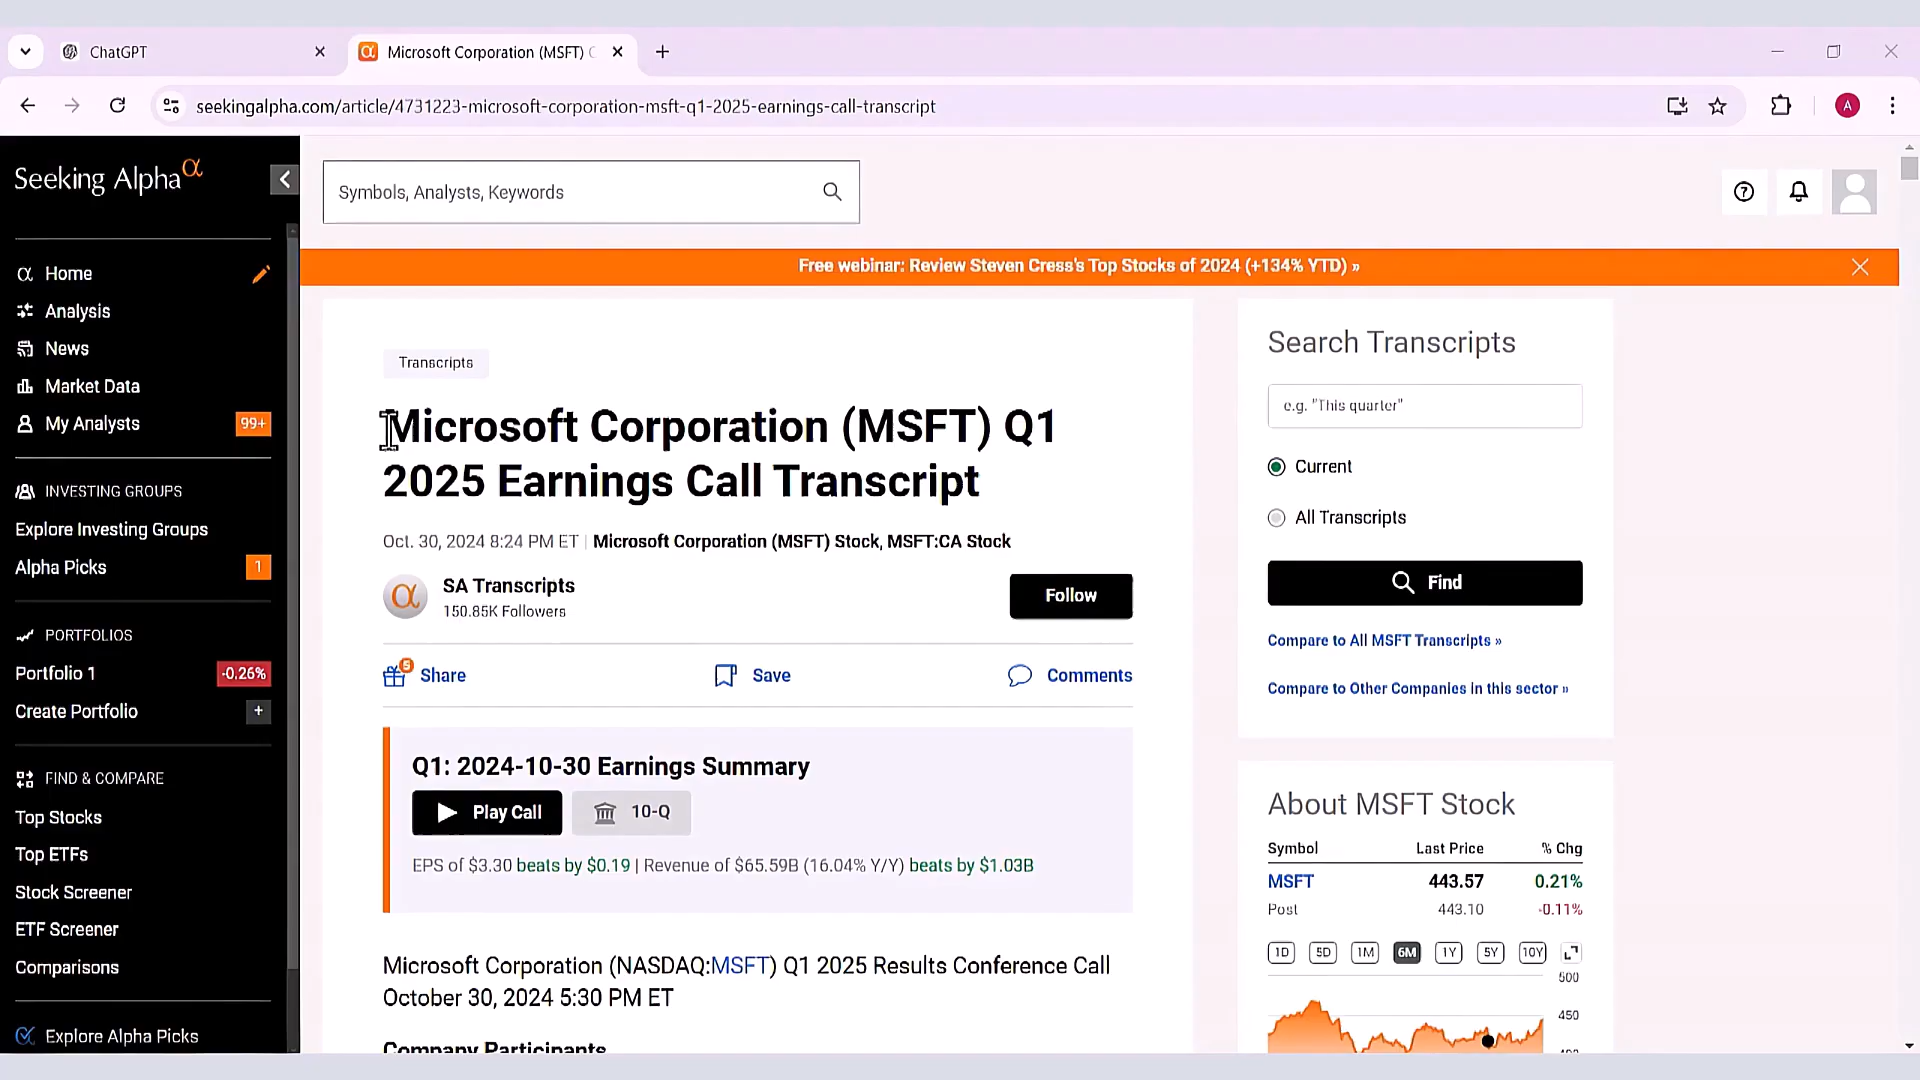 ChatGPT
Microsoft Corporation (MSFT)
seekingalpha.com/article/4731223-microsoft-corporation-msft-q1-2025-earnings-call-transcript
A
Seeking Alphaα
Symbols, Analysts, Keywords
Free webinar: Review Steven Cress's Top Stocks of 2024 (+134% YTD) »
Home
Analysis
News
Market Data
My Analysts 99+
INVESTING GROUPS
Explore Investing Groups
Alpha Picks 1
PORTFOLIOS
Portfolio 1 -0.26%
Create Portfolio +
FIND & COMPARE
Top Stocks
Top ETFs
Stock Screener
ETF Screener
Comparisons
Explore Alpha Picks
Transcripts
Microsoft Corporation (MSFT) Q1
2025 Earnings Call Transcript
Oct. 30, 2024 8:24 PM ET | Microsoft Corporation (MSFT) Stock, MSFT:CA Stock
SA Transcripts
150.85K Followers
Follow
5 Share Save Comments
Q1: 2024-10-30 Earnings Summary
Play Call 10-Q
EPS of $3.30 beats by $0.19 | Revenue of $65.59B (16.04% Y/Y) beats by $1.03B
Microsoft Corporation (NASDAQ:MSFT) Q1 2025 Results Conference Call
October 30, 2024 5:30 PM ET
Company Participants
Search Transcripts
e.g. "This quarter"
Current
All Transcripts
Find
Compare to All MSFT Transcripts »
Compare to Other Companies in this sector »
About MSFT Stock
Symbol Last Price % Chg
MSFT 443.57 0.21%
Post 443.10 -0.11%
1D 5D 1M 6M 1Y 5Y 10Y
500
450